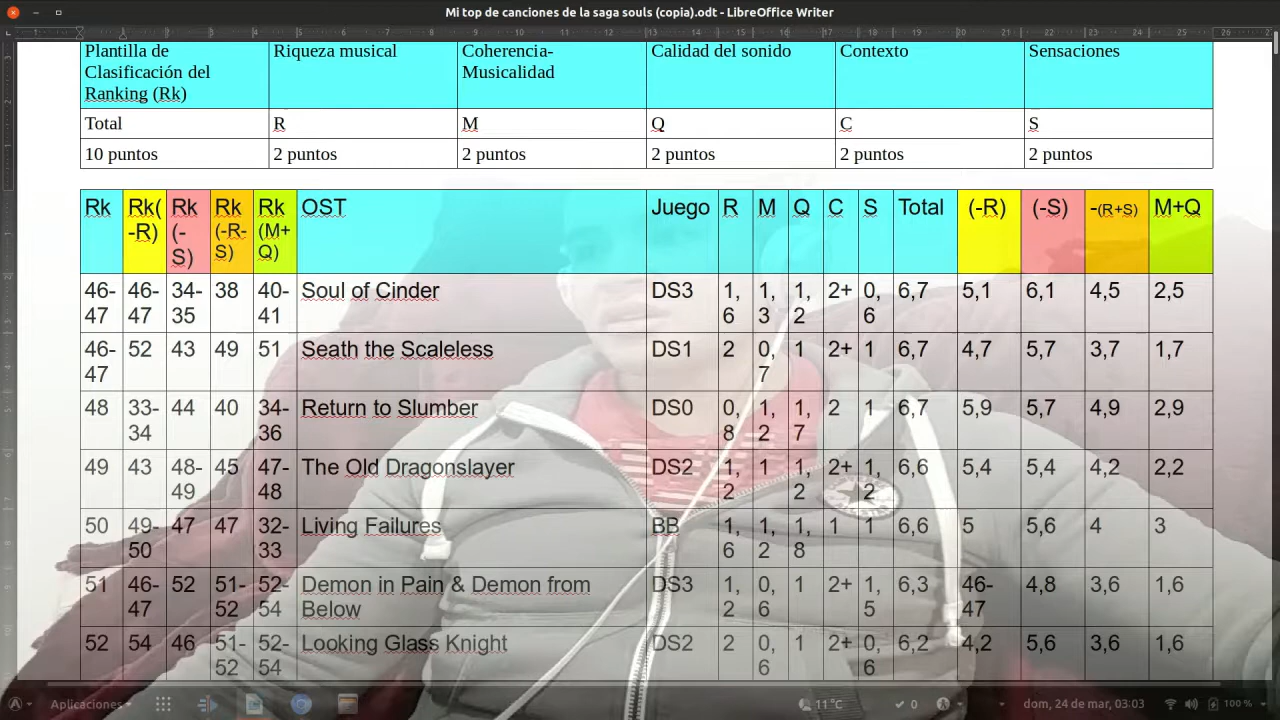 Mi top de canciones de la saga souls (copia).odt - LibreOffice Writer
Plantilla de Clasificación del Ranking (Rk) Riqueza musical Coherencia-Musicalidad Calidad del sonido Contexto Sensaciones
Total R M Q C S
10 puntos 2 puntos 2 puntos 2 puntos 2 puntos 2 puntos
Rk Rk(-R) Rk (-S) Rk (-R-S) Rk (M+Q) OST Juego R M Q C S Total (-R) (-S) -(R+S) M+Q
46-47 46-47 34-35 38 40-41 Soul of Cinder DS3 1,6 1,3 1,2 2+ 0,6 6,7 5,1 6,1 4,5 2,5
46-47 52 43 49 51 Seath the Scaleless DS1 2 0,7 1 2+ 1 6,7 4,7 5,7 3,7 1,7
48 33-34 44 40 34-36 Return to Slumber DS0 0,8 1,2 1,7 2 1 6,7 5,9 5,7 4,9 2,9
49 43 48-49 45 47-48 The Old Dragonslayer DS2 1,2 1 1,2 2+ 1,2 6,6 5,4 5,4 4,2 2,2
50 49-50 47 47 32-33 Living Failures BB 1,6 1,2 1,8 1 1 6,6 5 5,6 4 3
51 46-47 52 51-52 52-54 Demon in Pain & Demon from Below DS3 1,2 0,6 1 2+ 1,5 6,3 46-47 4,8 3,6 1,6
52 54 46 51-52 52-54 Looking Glass Knight DS2 2 0,6 1 2+ 0,6 6,2 4,2 5,6 3,6 1,6
Aplicaciones 11 °C 0 dom, 24 de mar, 03:03 100 %